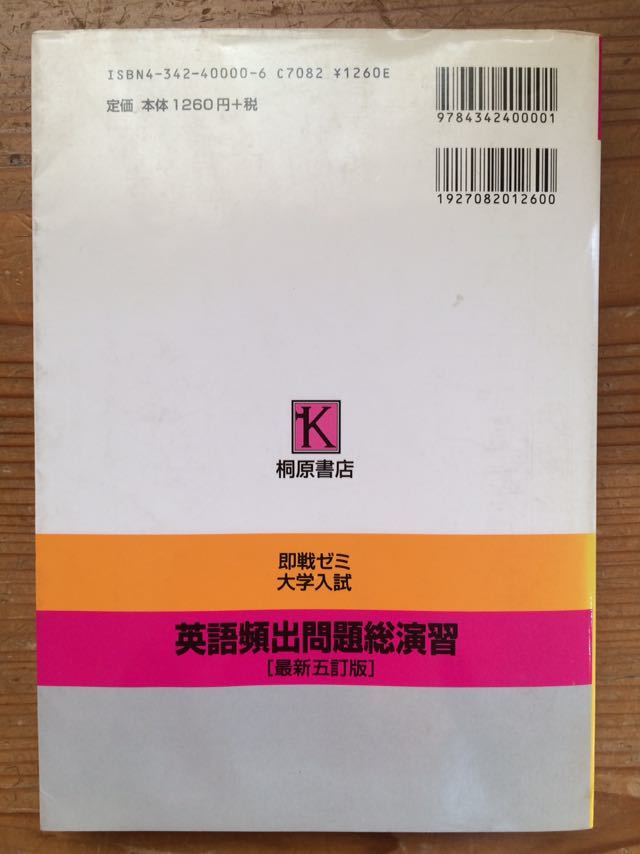 ISBN4-342-40000-6 C7082 ¥1260E
定価 本体1260円+税
9784342400001
1927082012600
K
桐原書店
即戦ゼミ
大学入試
英語頻出問題総演習
[最新五訂版]